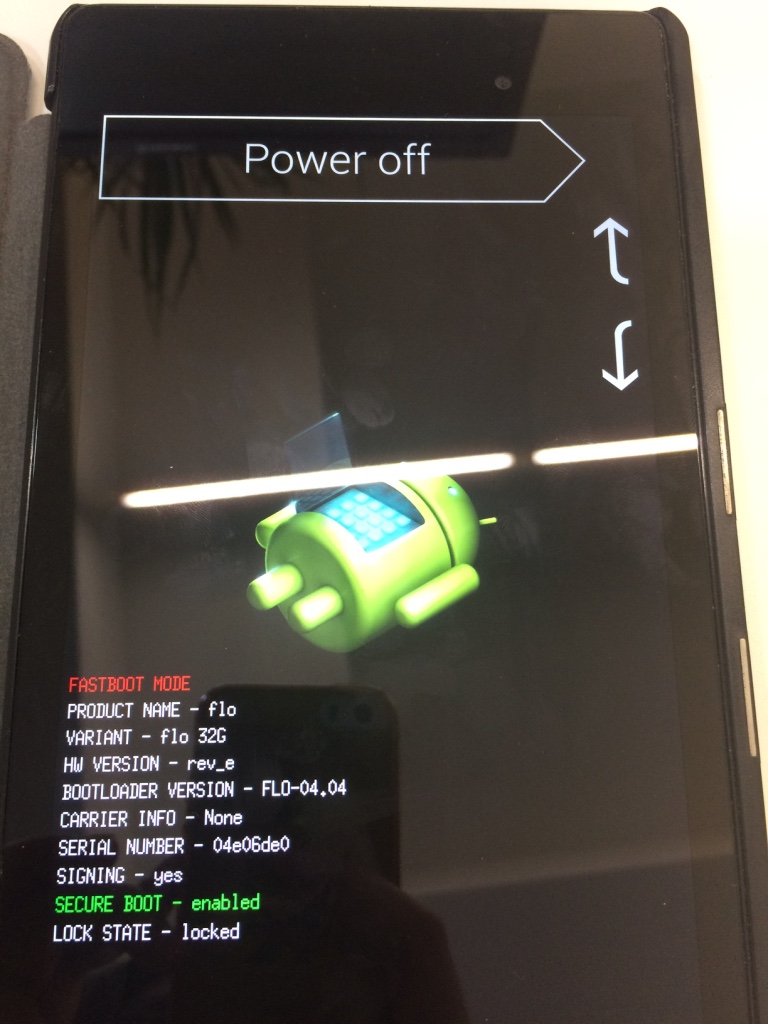 Power off
FASTBOOT MODE
PRODUCT NAME - flo
VARIANT - flo 32G
HW VERSION - rev_e
BOOTLOADER VERSION - FLO-04.04
CARRIER INFO - None
SERIAL NUMBER - 04e06de0
SIGNING - yes
SECURE BOOT - enabled
LOCK STATE - locked